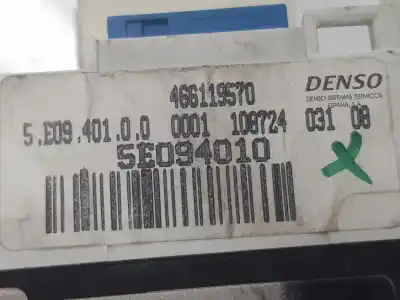 466119570
DENSO
DENSO SISTEMAS TERMICOS
ESPAÑA, S.A.
5.E09.401.0.0 0001 108724 031 08
5E094010